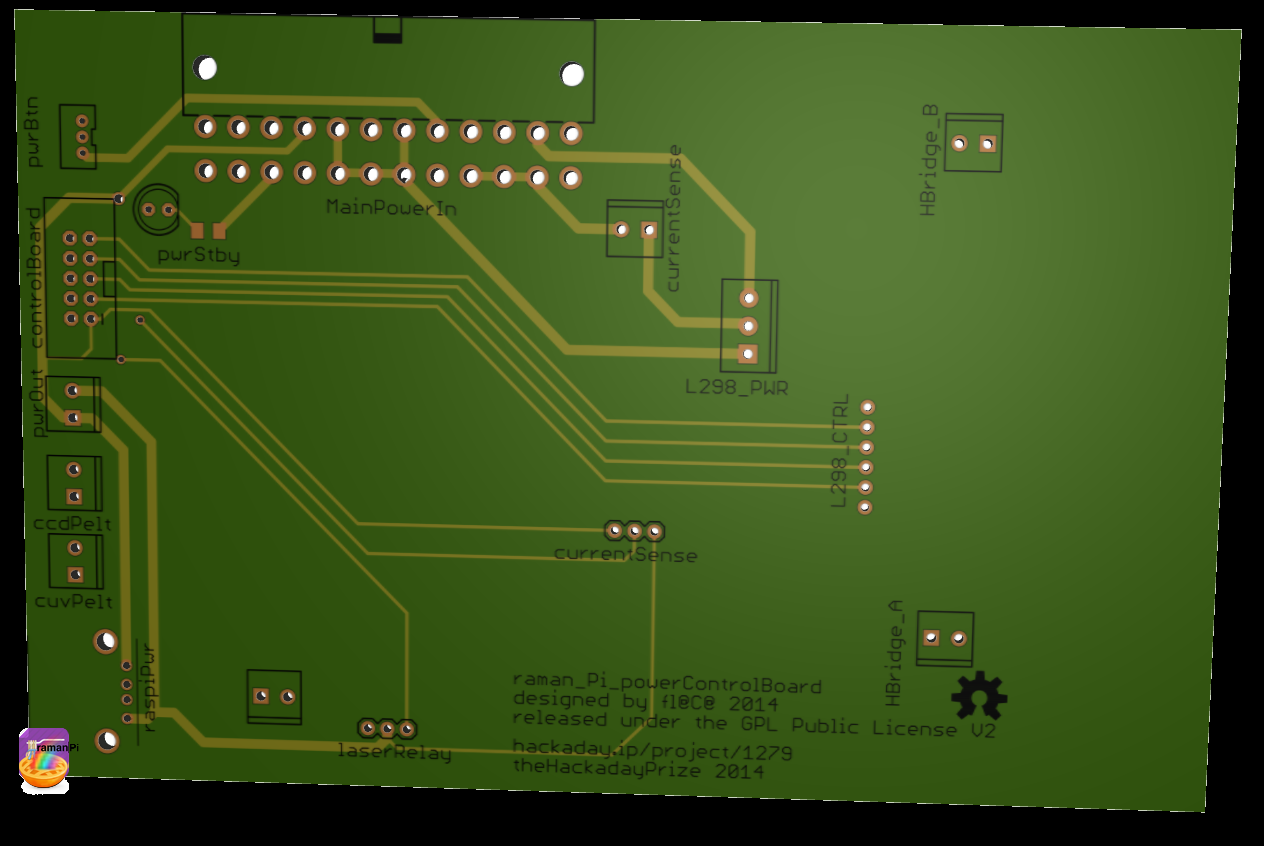 pwrBtn
HBridge_B
MainPowerIn
currentSense
pwrStby
controlBoard
L298_PWR
pwrOut
L298_CTRL
ccdPelt
currentSense
cuvPelt
HBridge_A
raspiPwr
raman_Pi_powerControlBoard
designed by fl@C@ 2014
released under the GPL Public License V2
ramanPi
laserRelay
hackaday.io/project/1279
theHackadayPrize 2014